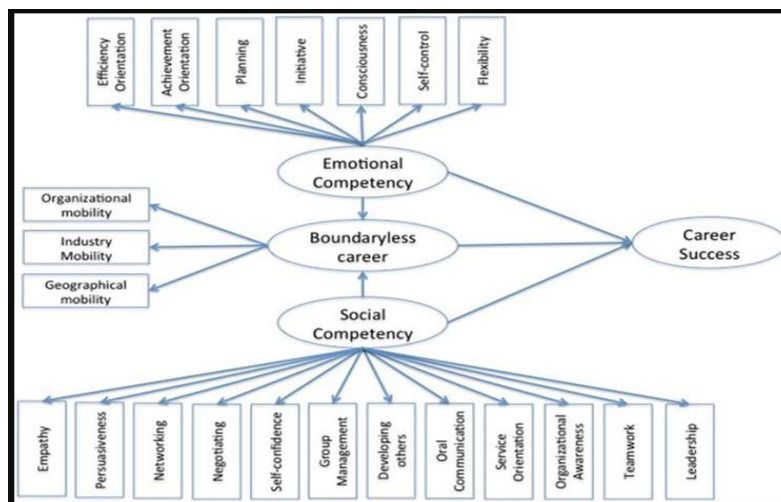 Efficiency
Orientation
Achievement
Orientation
Planning
Initiative
Consciousness
Self-control
Flexibility
Emotional
Competency
Organizational
mobility
Industry
Mobility
Geographical
mobility
Boundaryless
career
Career
Success
Social
Competency
Empathy
Persuasiveness
Networking
Negotiating
Self-confidence
Group
Management
Developing
others
Oral
Communication
Service
Orientation
Organizational
Awareness
Teamwork
Leadership